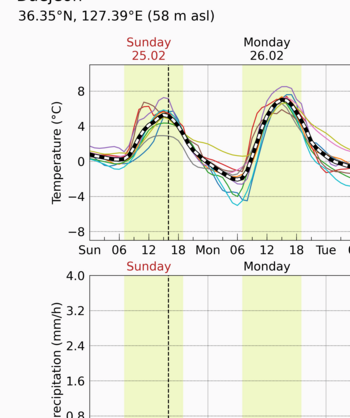 Daejeon
36.35°N, 127.39°E (58 m asl)
Sunday Monday
25.02 26.02
Temperature (°C)
8
4
0
−4
−8
Sun 06 12 18 Mon 06 12 18 Tue
Sunday Monday
recipitation (mm/h)
4.0
3.2
2.4
1.6
0.8